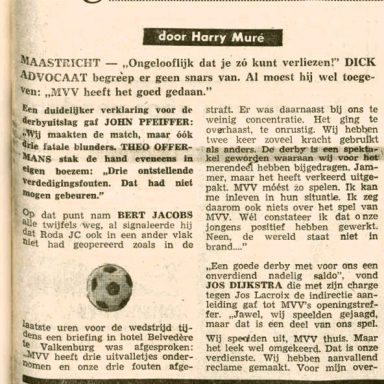 door Harry Muré
MAASTRICHT — „Ongelooflijk dat je zó kunt verliezen!” DICK
ADVOCAAT begreep er geen snars van. Al moest hij wel toege-
ven: „MVV heeft het goed gedaan.”
Een duidelijker verklaring voor de
derbyuitslag gaf JOHN PFEIFFER:
„Wij maakten de match, maar óók
drie fatale blunders. THEO OFFER-
MANS stak de hand eveneens in
eigen boezem: „Drie ontstellende
verdedigingsfouten. Dat had niet
mogen gebeuren.”
Op dat punt nam BERT JACOBS
alle twijfels weg, al signaleerde hij
dat Roda JC ook in een ander vlak
niet had geopereerd zoals in de
laatste uren voor de wedstrijd tij-
dens een briefing in hotel Belvedère
te Valkenburg was afgesproken:
„MVV heeft drie uitvalletjes onder-
nomen en onze drie fouten afge-
straft. Er was daarnaast bij ons te
weinig concentratie. Het ging te
overhaast, te onrustig. Wij hebben
twee keer zoveel kracht gebruikt
als anders. De derby is een spekta-
kel geworden waaraan wij voor het
merendeel hebben bijgedragen. Jam-
mer, maar het heeft verkeerd uitge-
pakt. MVV móést zo spelen. Ik kan
me inleven in hun situatie. Ik zeg
daarom ook niets over het spel van
MVV. Wél constateer ik dat onze
jongens positief hebben gewerkt.
Neen, de wereld staat niet in
brand....”
„Een goede derby met voor ons een
onverdiend nadelig saldo”, vond
JOS DIJKSTRA die met zijn charge
tegen Jos Lacroix de indirectie aan-
leiding gaf tot MVV's openingstref-
fer. „Jawel, wij speelden gejaagd,
maar dat is een deel van ons spel.
Wij speelden uit, MVV thuis. Maar
het leek wel omgekeerd. Dat is onze
verdienste. Wij hebben aanvallend
reclame gemaakt. Voor mijn over-